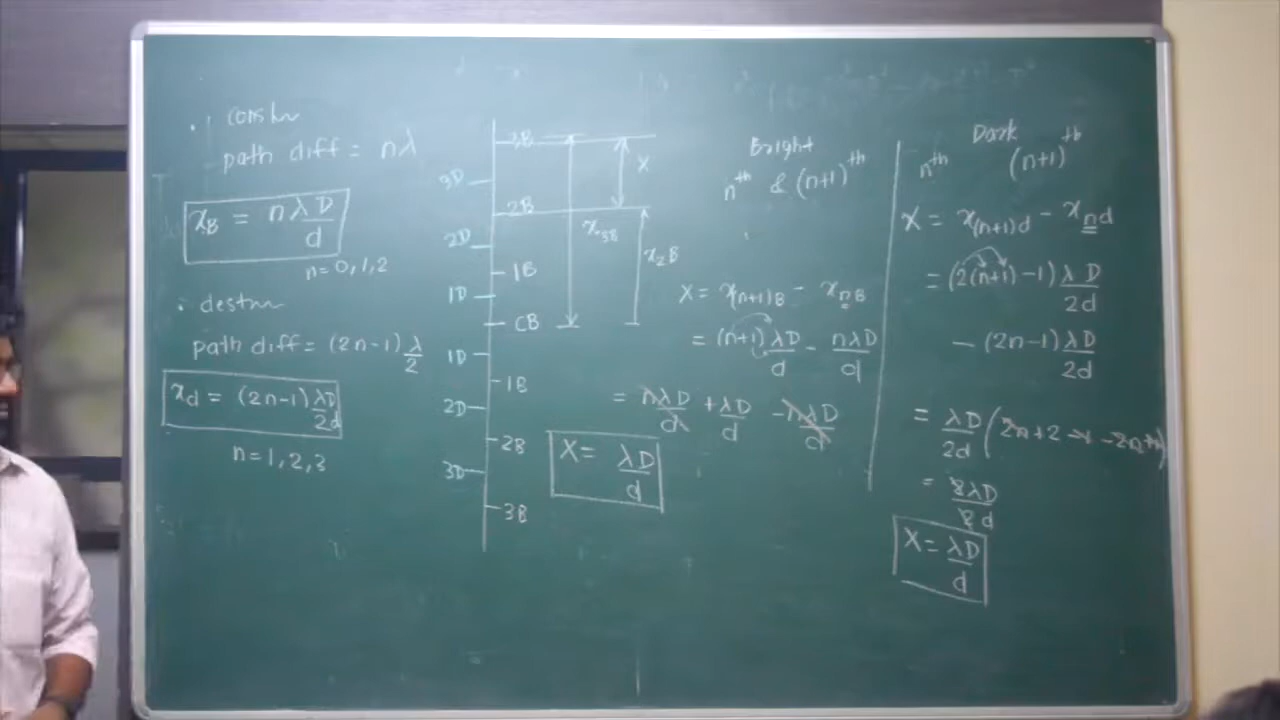 · constr
path diff = nλ
x_B = nλD/d
n=0,1,2
· destrn
path diff = (2n-1) λ/2
x_d = (2n-1) λD/2d
n=1,2,3
3B
3D
2B
2D
1B
1D
CB
1D
1B
2D
2B
3D
3B
X
x_3B
x_2B
Bright
n^th & (n+1)^th
X = x_(n+1)B - x_nB
= (n+1) λD/d - nλD/d
= nλD/d + λD/d - nλD/d
X = λD/d
Dark
n^th (n+1)^th
X = x_(n+1)d - x_nd
= (2(n+1)-1) λD/2d
- (2n-1) λD/2d
= λD/2d (2n+2-1-2n+1)
= 2λD/2d
X = λD/d